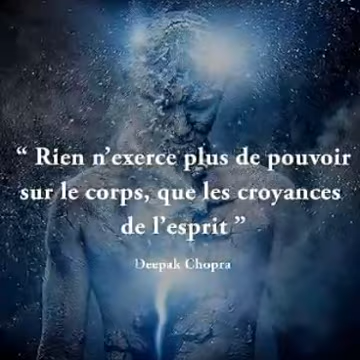 “ Rien n’exerce plus de pouvoir
sur le corps, que les croyances
de l’esprit ”
Deepak Chopra